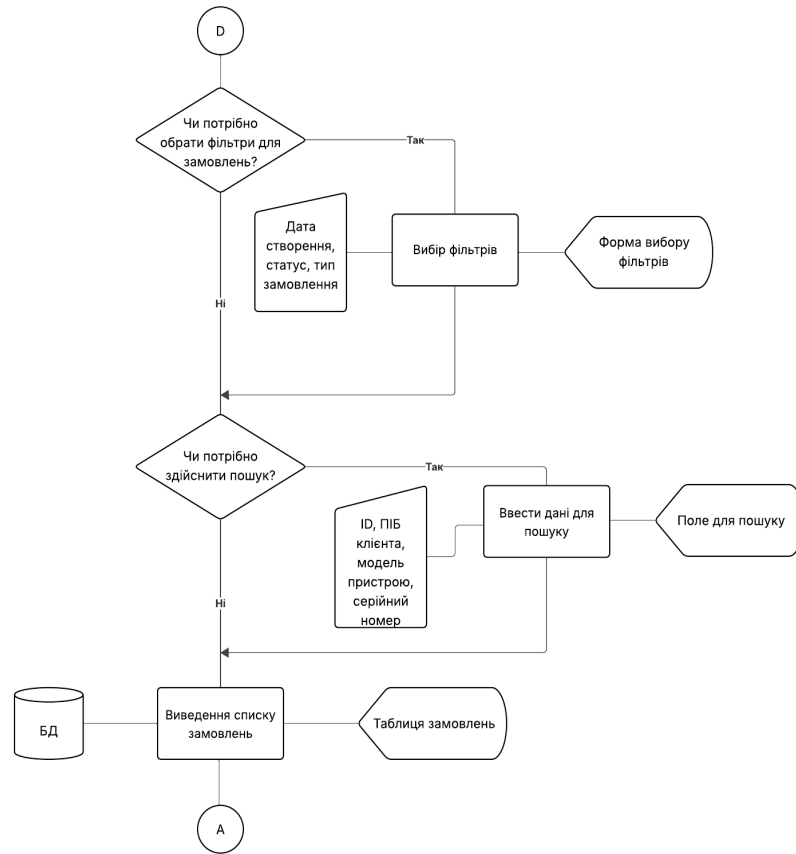 D
Чи потрібно
обрати фільтри для
замовлень?
Так
Дата
створення,
статус, тип
замовлення
Вибір фільтрів
Форма вибору
фільтрів
Ні
Чи потрібно
здійснити пошук?
Так
ID, ПІБ
клієнта,
модель
пристрою,
серійний
номер
Ввести дані для
пошуку
Поле для пошуку
Ні
БД
Виведення списку
замовлень
Таблиця замовлень
A